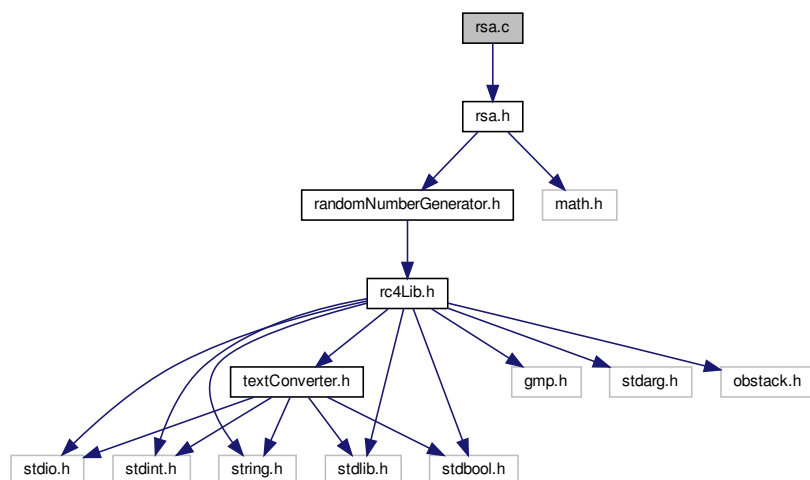 rsa.c
rsa.h
randomNumberGenerator.h
math.h
rc4Lib.h
textConverter.h
gmp.h
stdarg.h
obstack.h
stdio.h
stdint.h
string.h
stdlib.h
stdbool.h